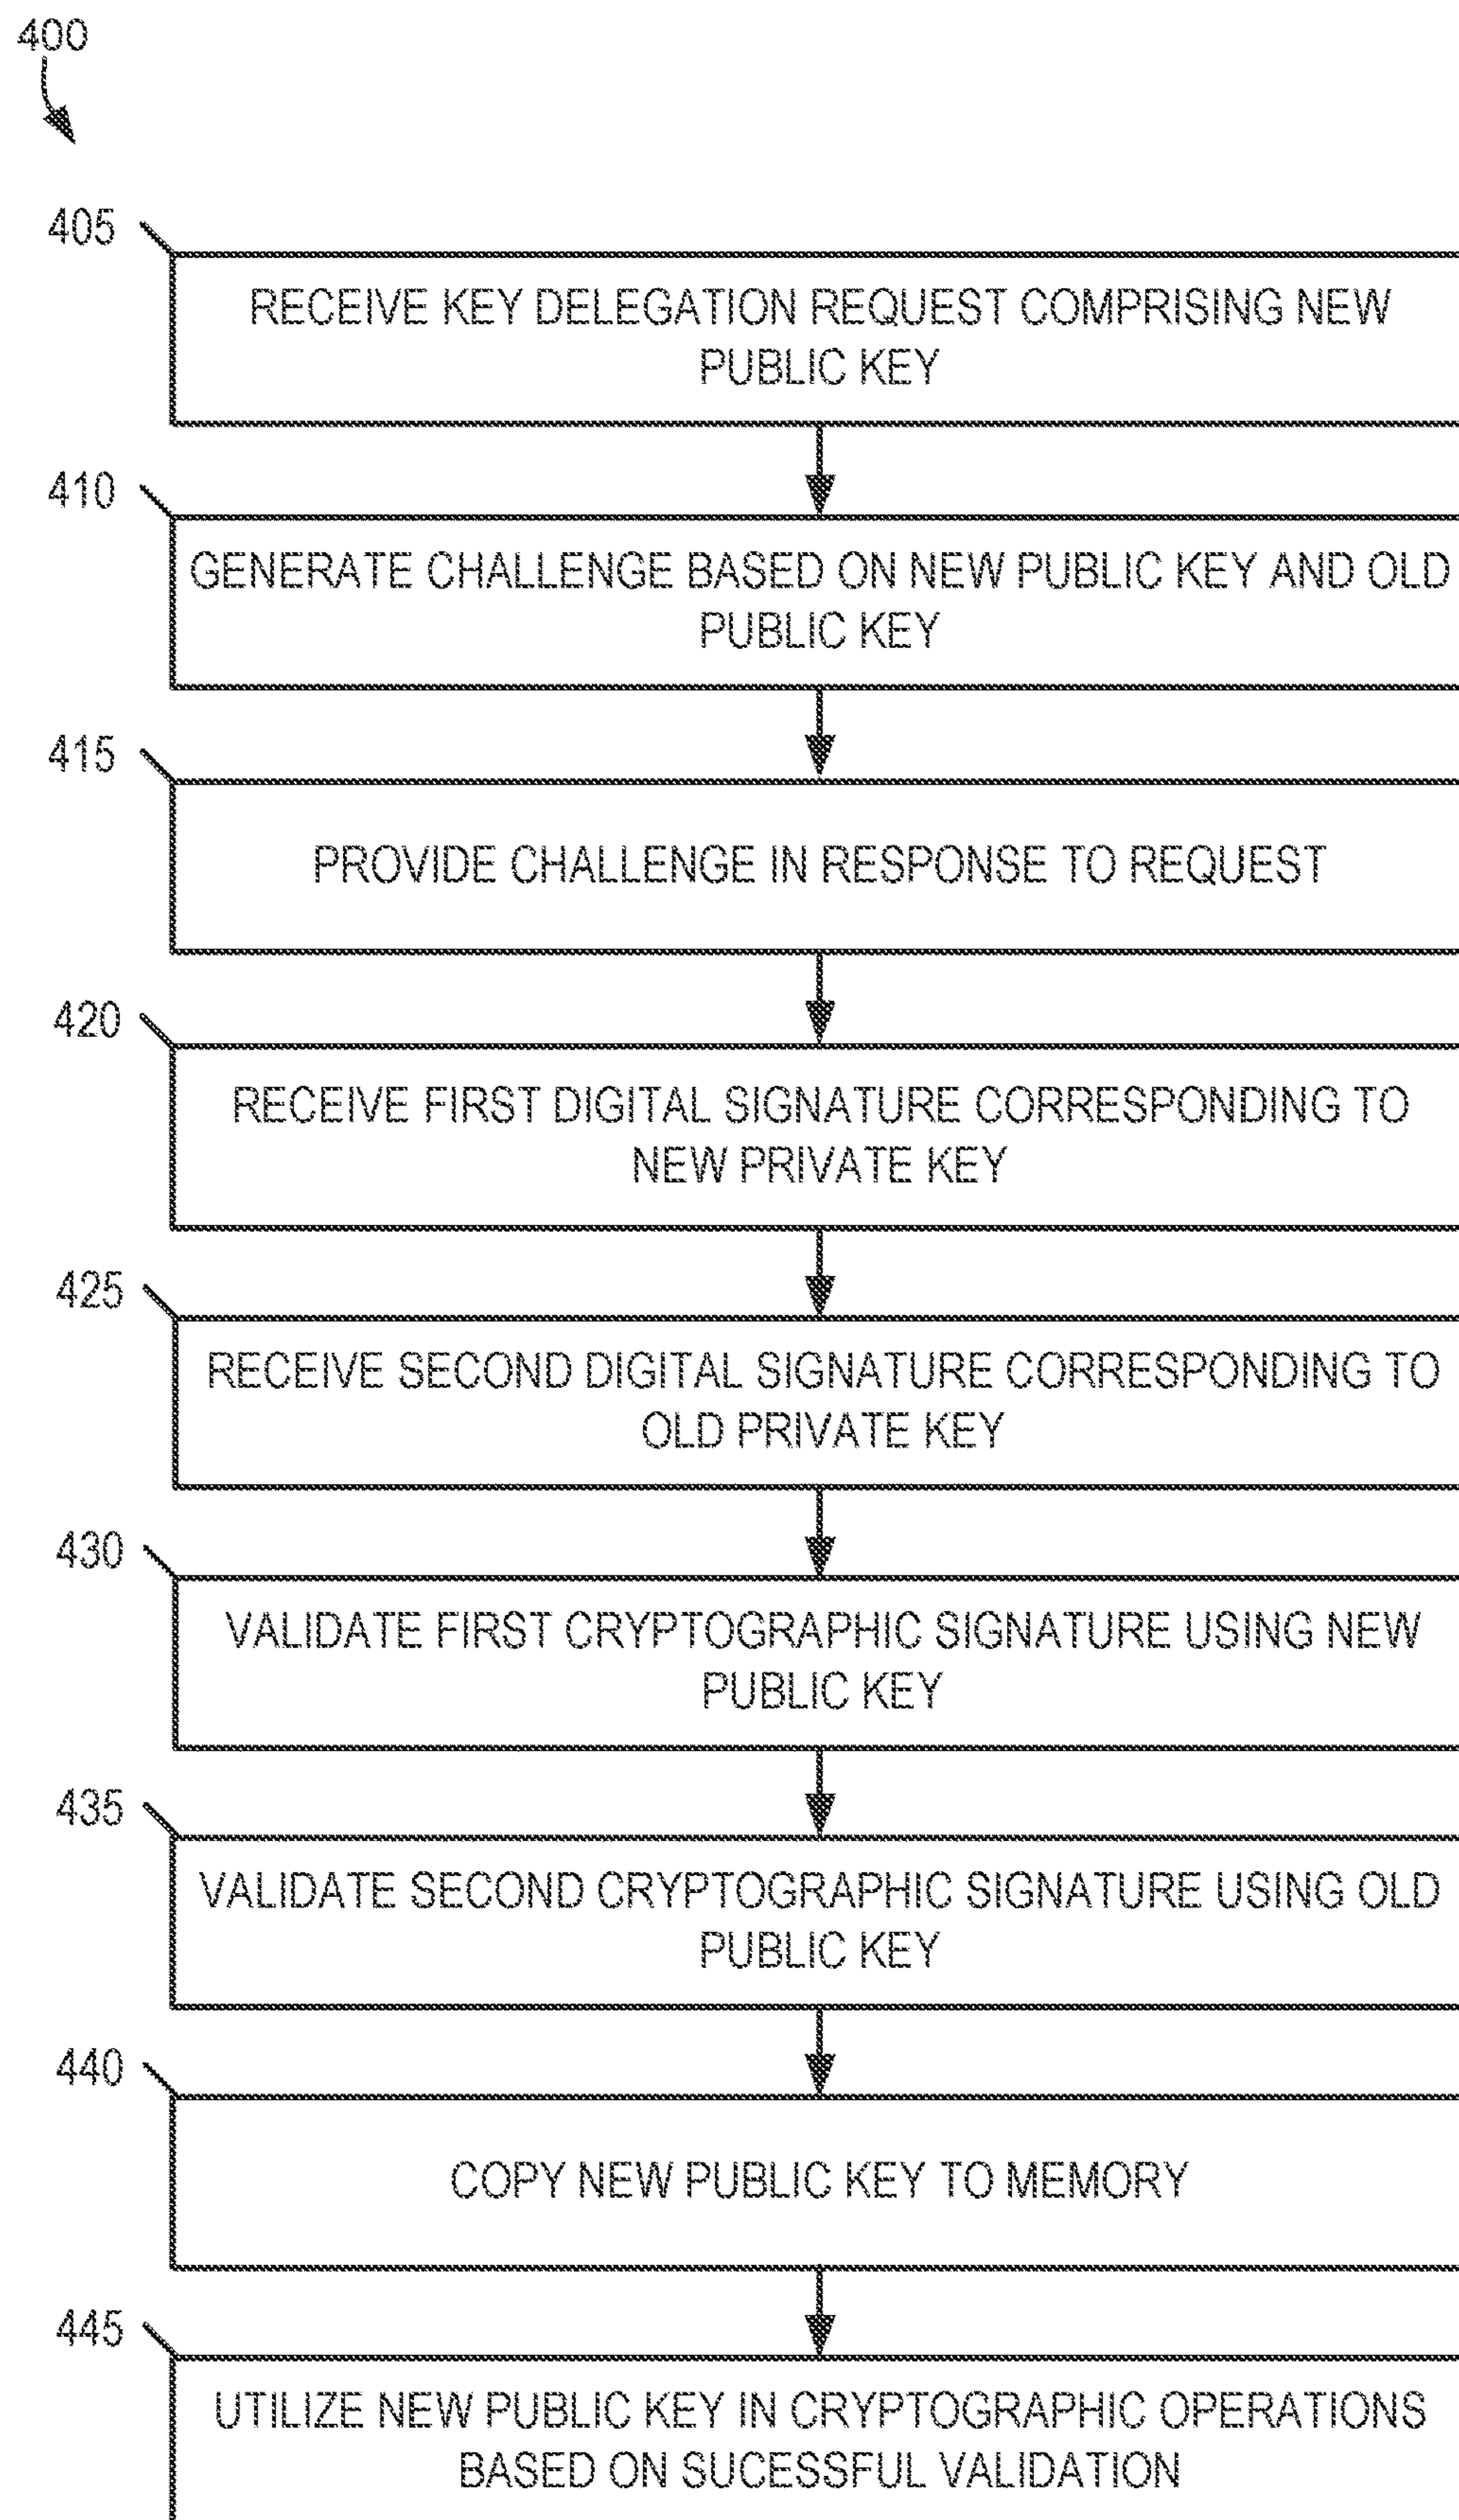 400
405
RECEIVE KEY DELEGATION REQUEST COMPRISING NEW
PUBLIC KEY
410
GENERATE CHALLENGE BASED ON NEW PUBLIC KEY AND OLD
PUBLIC KEY
415
PROVIDE CHALLENGE IN RESPONSE TO REQUEST
420
RECEIVE FIRST DIGITAL SIGNATURE CORRESPONDING TO
NEW PRIVATE KEY
425
RECEIVE SECOND DIGITAL SIGNATURE CORRESPONDING TO
OLD PRIVATE KEY
430
VALIDATE FIRST CRYPTOGRAPHIC SIGNATURE USING NEW
PUBLIC KEY
435
VALIDATE SECOND CRYPTOGRAPHIC SIGNATURE USING OLD
PUBLIC KEY
440
COPY NEW PUBLIC KEY TO MEMORY
445
UTILIZE NEW PUBLIC KEY IN CRYPTOGRAPHIC OPERATIONS
BASED ON SUCESSFUL VALIDATION